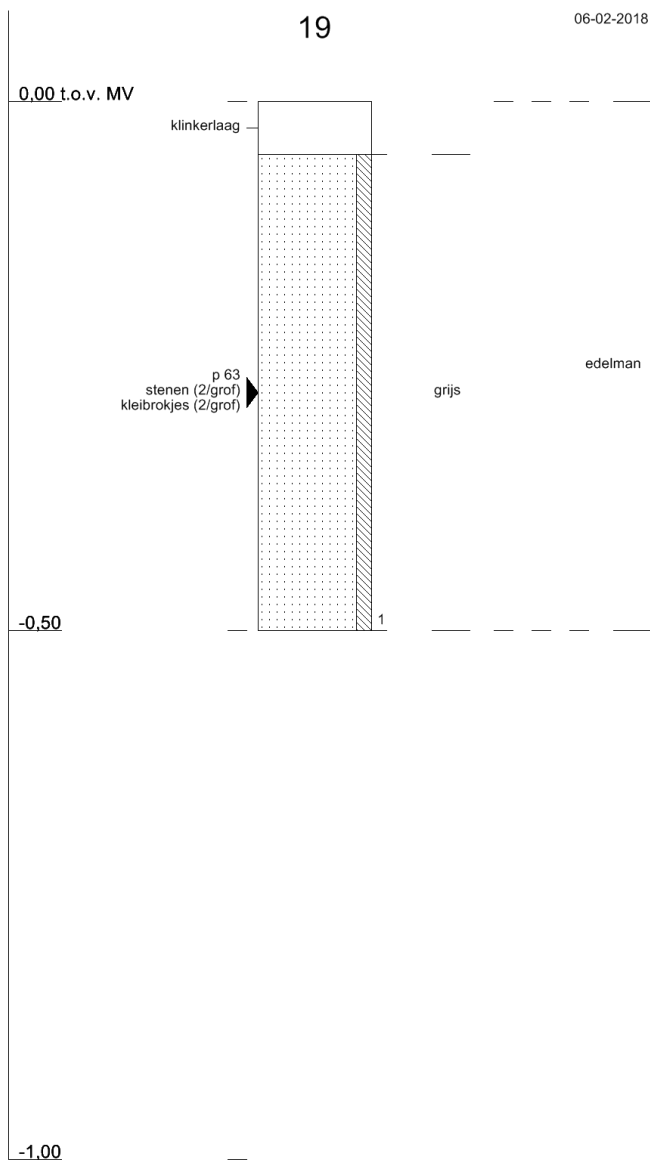 19
06-02-2018
0,00 t.o.v. MV
klinkerlaag
edelman
p 63
stenen (2/grof)
kleibrokjes (2/grof)
grijs
1
-0,50
-1,00